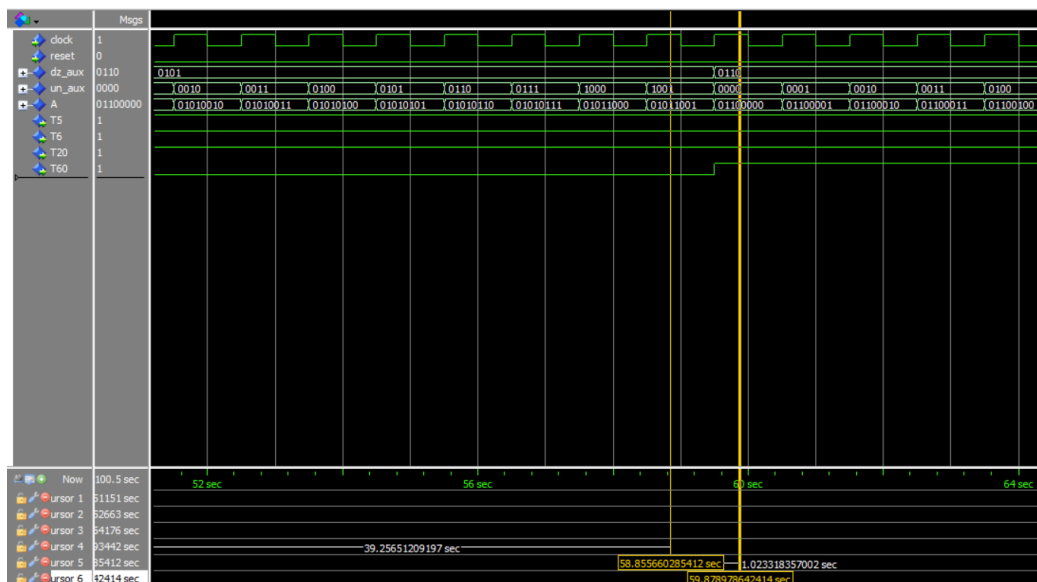 Msgs
clock 1
reset 0
dz_aux 0110 0101 0110
un_aux 0000 0010 0011 0100 0101 0110 0111 1000 1001 0000 0001 0010 0011 0100
A 01100000 01010010 01010011 01010100 01010101 01010110 01010111 01011000 01011001 01100000 01100001 01100010 01100011 01100100
T5 1
T6 1
T20 1
T60 1
Now 100.5 sec 52 sec 56 sec 60 sec 64 sec
ursor 1 51151 sec
ursor 2 52663 sec
ursor 3 54176 sec
ursor 4 93442 sec 39.25651209197 sec
ursor 5 35412 sec 58.855660285412 sec 1.023318357002 sec
ursor 6 42414 sec 59.878978642414 sec